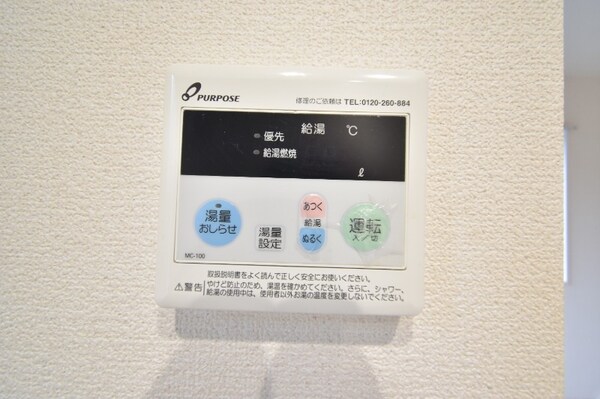 PURPOSE
修理のご依頼は TEL:0120-260-884
給湯 ℃
優先
給湯燃焼
ℓ
湯量
おしらせ
湯量
設定
あつく
給湯
ぬるく
運転
入/切
MC-100
取扱説明書をよく読んで正しく安全にお使いください。
⚠警告
やけど防止のため、湯温を確かめてください。さらに、シャワー、
給湯の使用中は、使用者以外お湯の温度を変更しないでください。